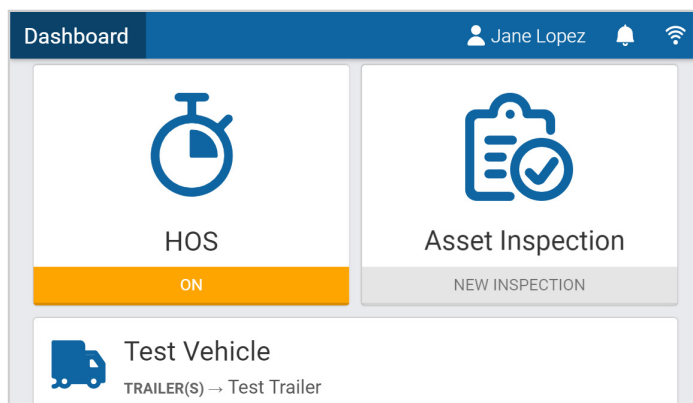 Dashboard
Jane Lopez
HOS
ON
Asset Inspection
NEW INSPECTION
Test Vehicle
TRAILER(S) → Test Trailer